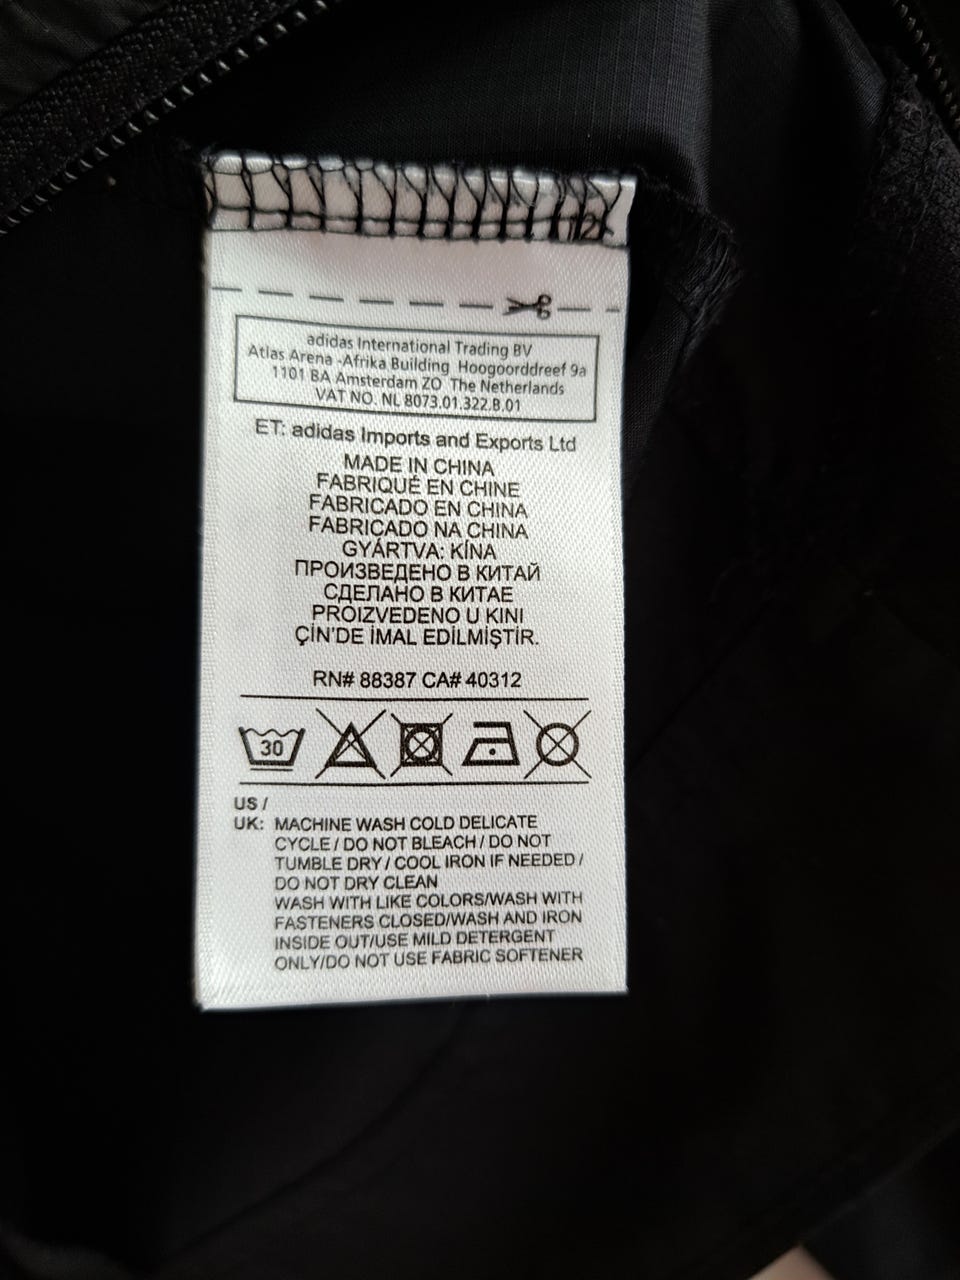 adidas International Trading BV
Atlas Arena -Afrika Building Hoogoorddreef 9a
1101 BA Amsterdam ZO The Netherlands
VAT NO. NL 8073.01.322.B.01
ET: adidas Imports and Exports Ltd
MADE IN CHINA
FABRIQUÉ EN CHINE
FABRICADO EN CHINA
FABRICADO NA CHINA
GYÁRTVA: KÍNA
ПРОИЗВЕДЕНО В КИТАЙ
СДЕЛАНО В КИТАЕ
PROIZVEDENO U KINI
ÇİN'DE İMAL EDİLMİŞTİR.
RN# 88387 CA# 40312
30
US /
UK: MACHINE WASH COLD DELICATE
CYCLE / DO NOT BLEACH / DO NOT
TUMBLE DRY / COOL IRON IF NEEDED /
DO NOT DRY CLEAN
WASH WITH LIKE COLORS/WASH WITH
FASTENERS CLOSED/WASH AND IRON
INSIDE OUT/USE MILD DETERGENT
ONLY/DO NOT USE FABRIC SOFTENER